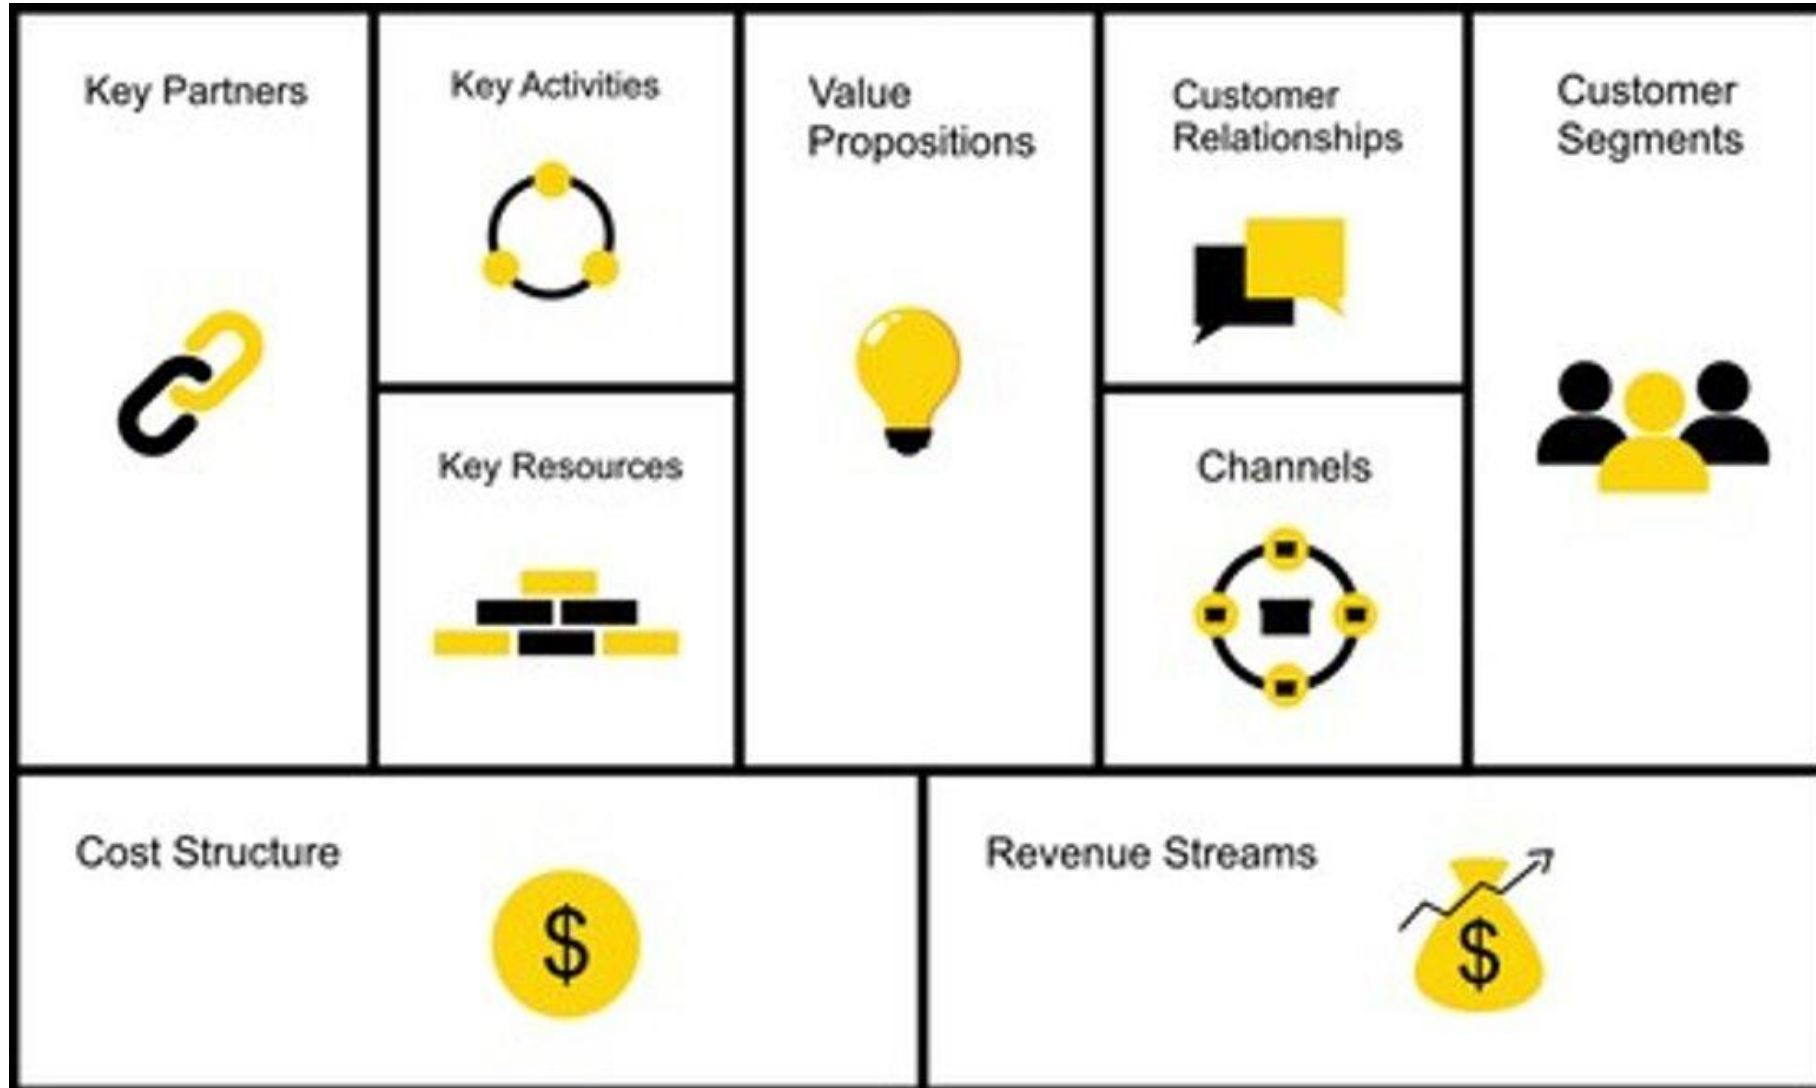 Key Partners
Key Activities
Value
Propositions
Customer
Relationships
Customer
Segments
Key Resources
Channels
Cost Structure
$
Revenue Streams
$